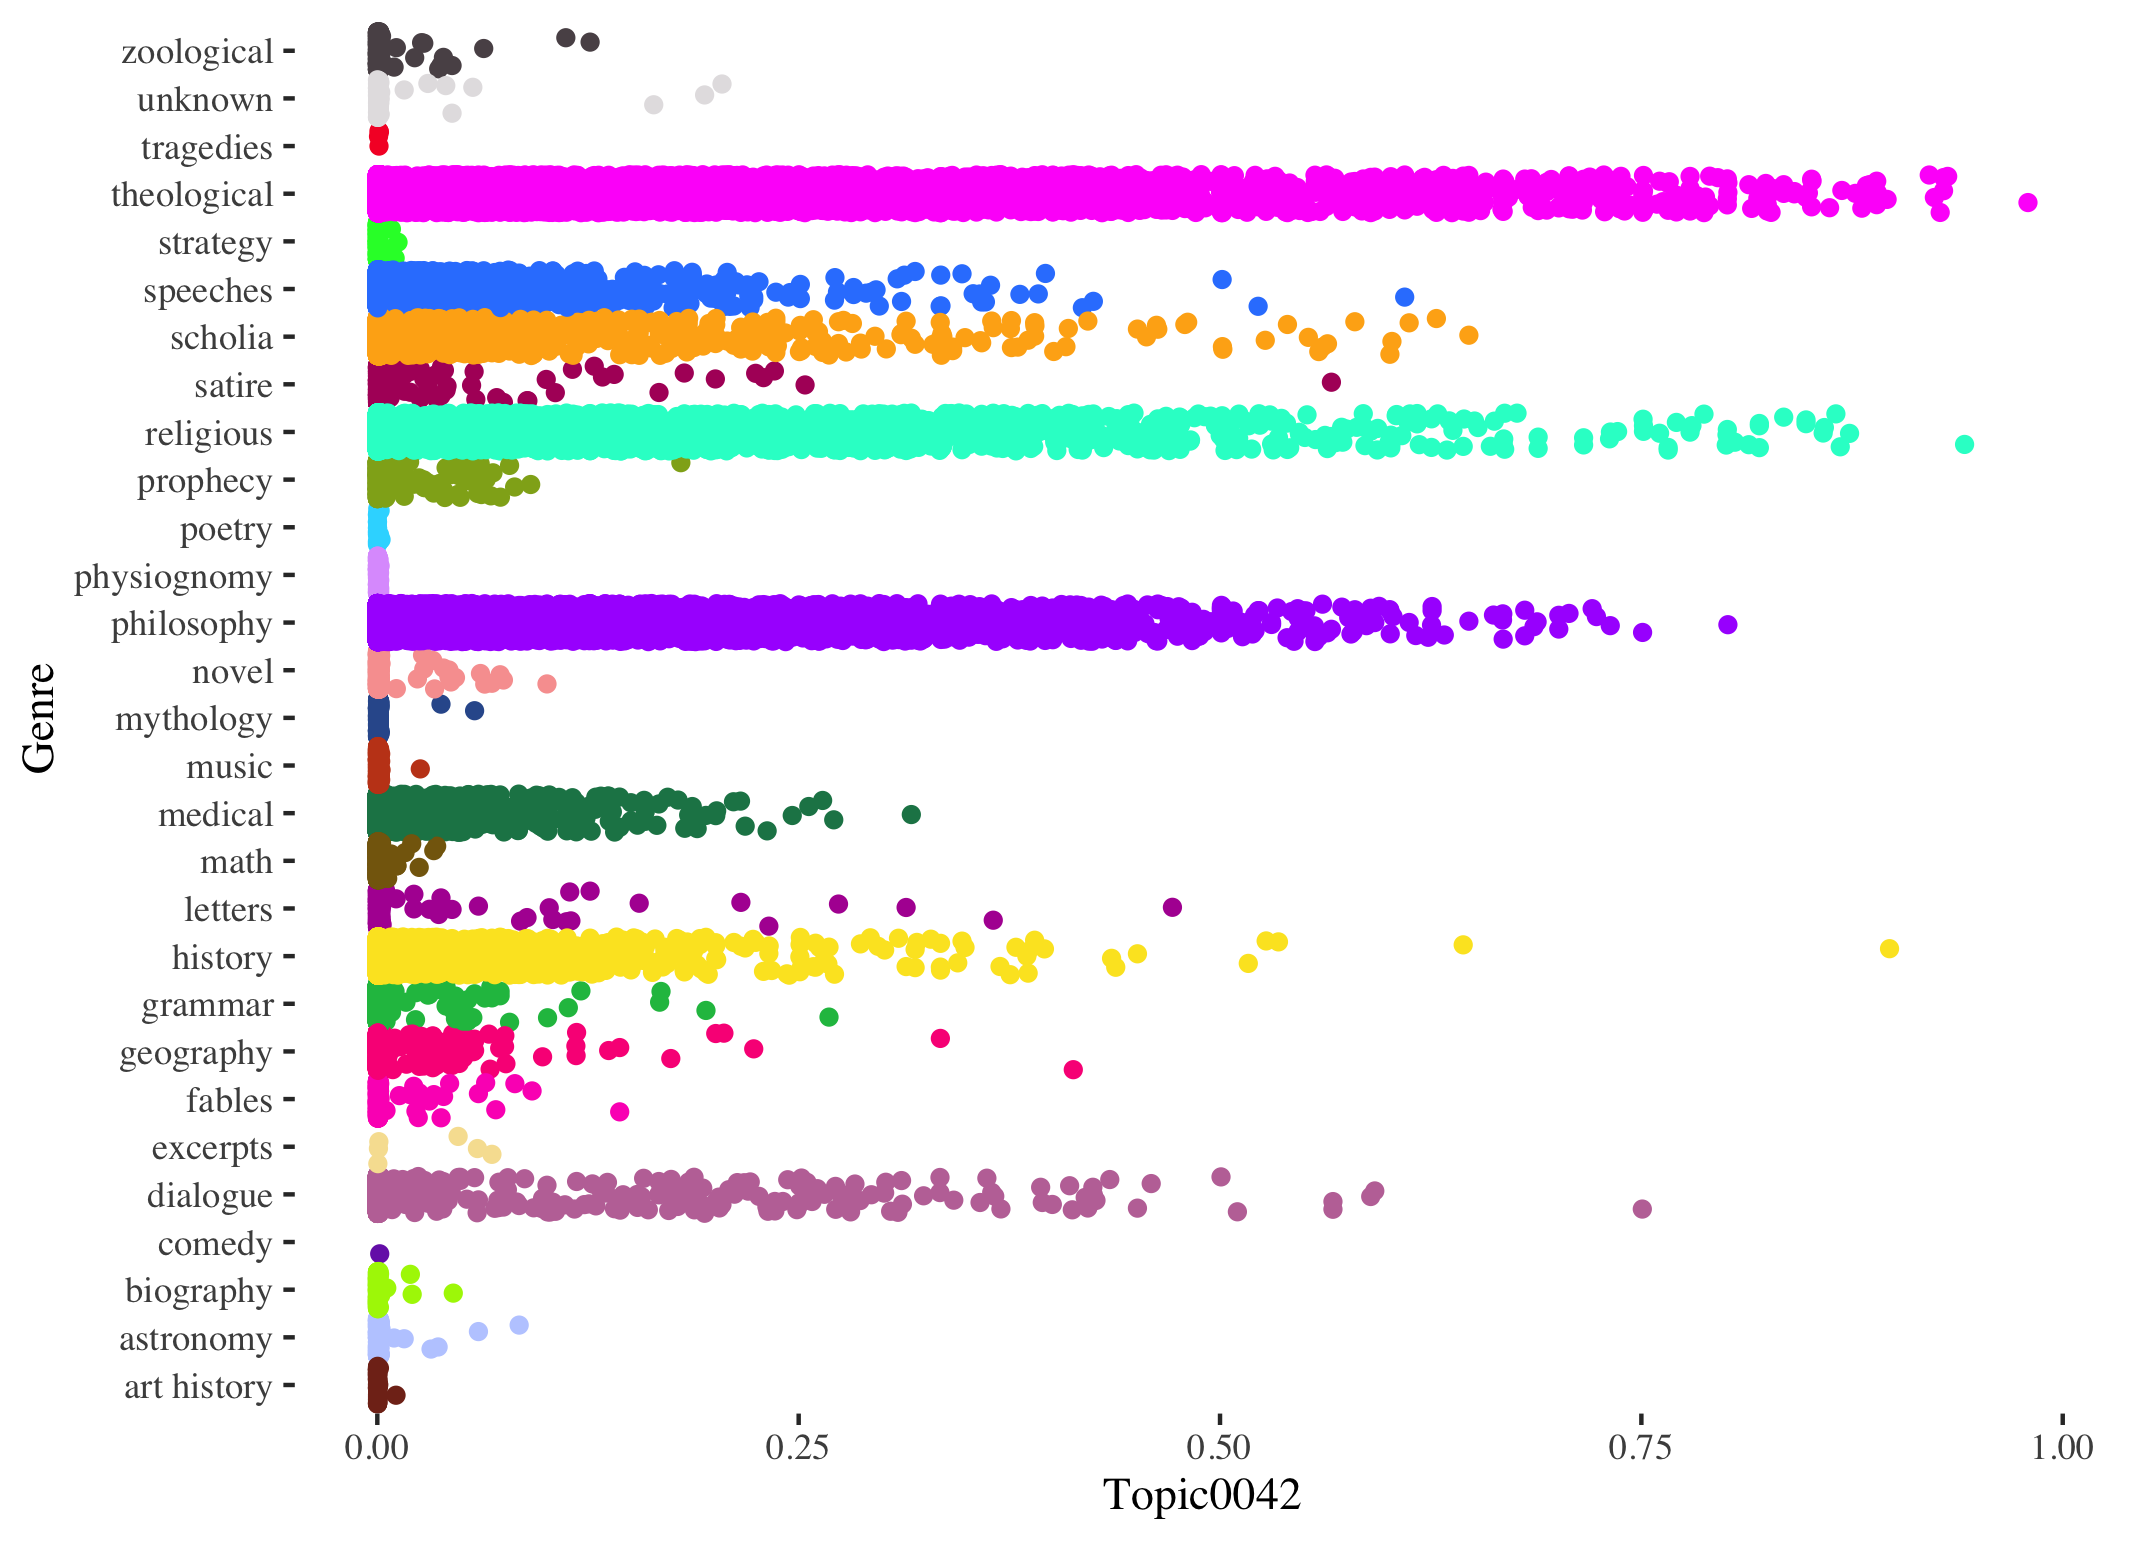 zoological
unknown
tragedies
theological
strategy
speeches
scholia
satire
religious
prophecy
poetry
physiognomy
philosophy
novel
mythology
music
medical
math
letters
history
grammar
geography
fables
excerpts
dialogue
comedy
biography
astronomy
art history
Genre
0.00 0.25 0.50 0.75 1.00
Topic0042